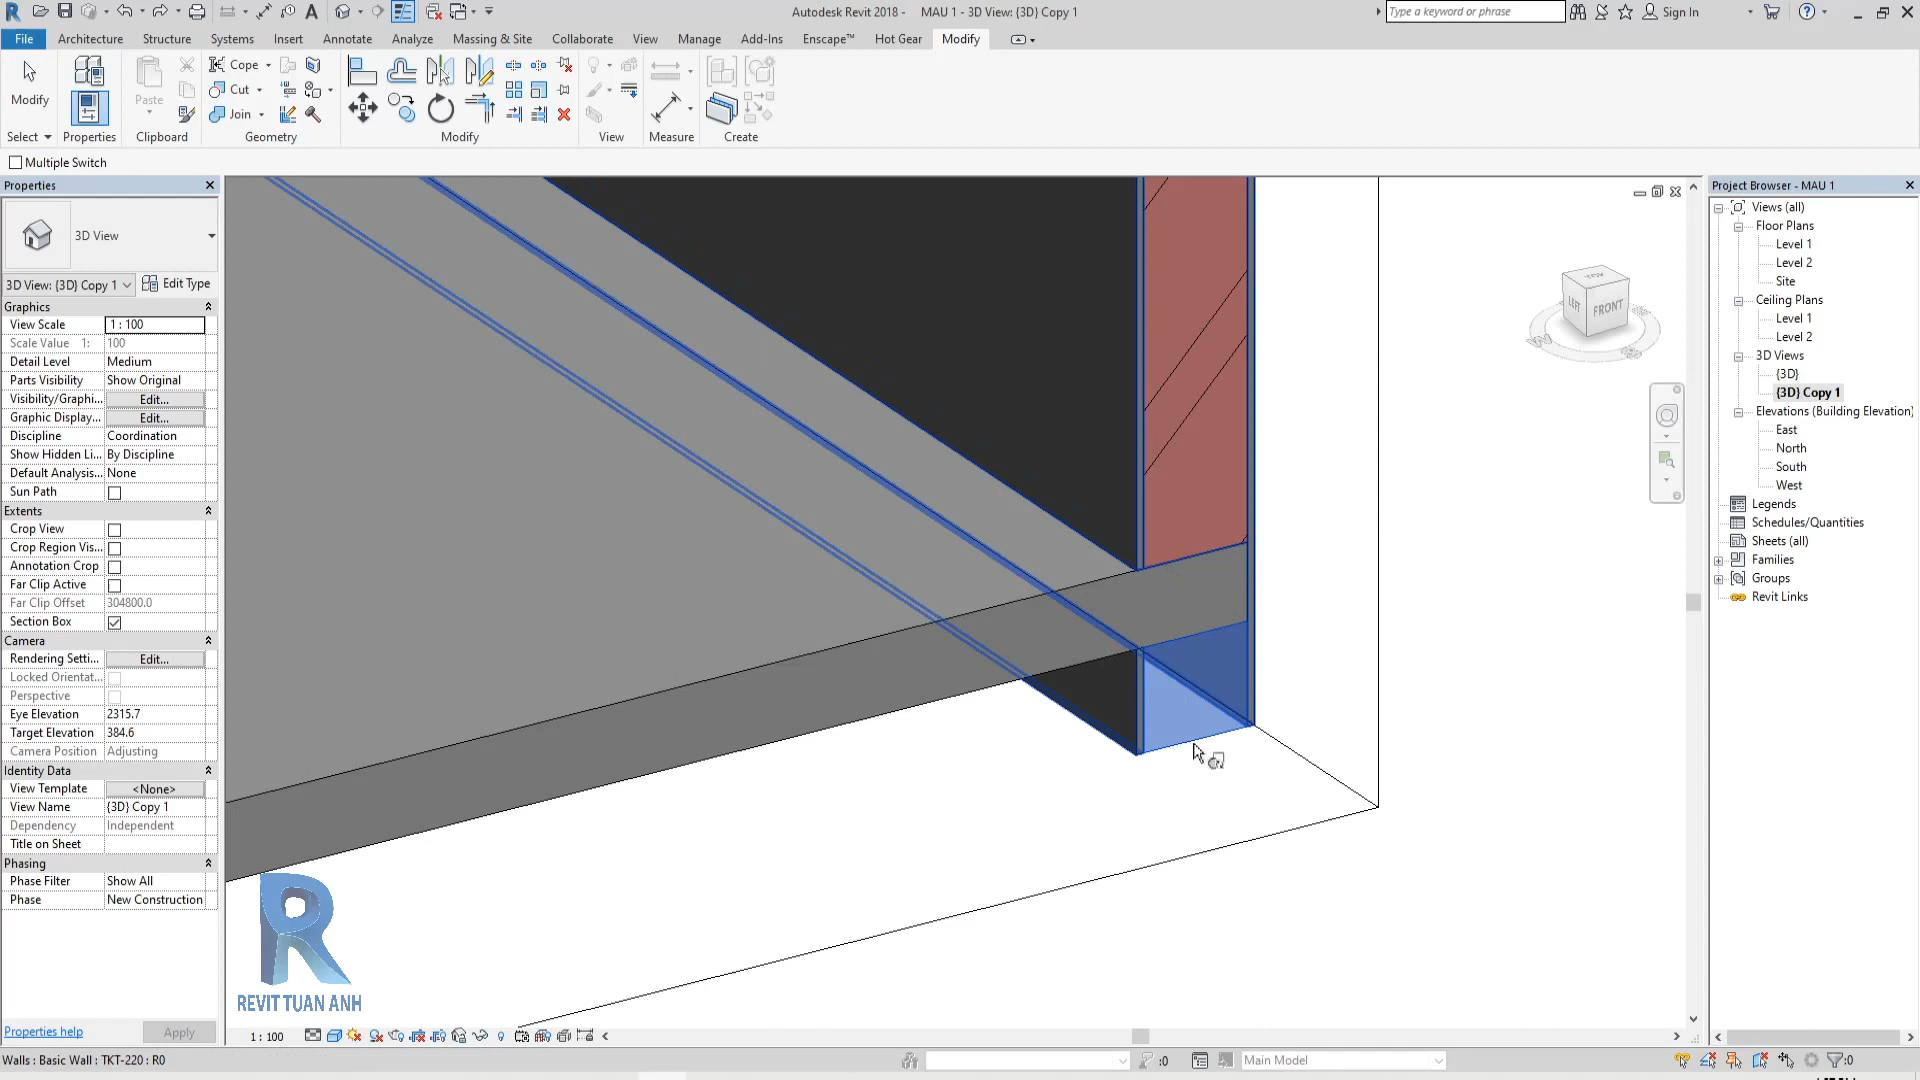 Autodesk Revit 2018 - MAU 1 - 3D View: {3D} Copy 1
Type a keyword or phrase
Sign In
File Architecture Structure Systems Insert Annotate Analyze Massing & Site Collaborate View Manage Add-Ins Enscape™ Hot Gear Modify
Modify
Paste
Cope
Cut
Join
Select Properties Clipboard Geometry Modify View Measure Create
Multiple Switch
Properties
3D View
3D View: {3D} Copy 1 Edit Type
Graphics
View Scale 1 : 100
Scale Value 1: 100
Detail Level Medium
Parts Visibility Show Original
Visibility/Graphi... Edit...
Graphic Display... Edit...
Discipline Coordination
Show Hidden Li... By Discipline
Default Analysis... None
Sun Path
Extents
Crop View
Crop Region Vis...
Annotation Crop
Far Clip Active
Far Clip Offset 304800.0
Section Box
Camera
Rendering Setti... Edit...
Locked Orientat...
Perspective
Eye Elevation 2315.7
Target Elevation 384.6
Camera Position Adjusting
Identity Data
View Template <None>
View Name {3D} Copy 1
Dependency Independent
Title on Sheet
Phasing
Phase Filter Show All
Phase New Construction
Properties help Apply
LEFT FRONT
REVIT TUAN ANH
1 : 100
Project Browser - MAU 1
Views (all)
Floor Plans
Level 1
Level 2
Site
Ceiling Plans
Level 1
Level 2
3D Views
{3D}
{3D} Copy 1
Elevations (Building Elevation)
East
North
South
West
Legends
Schedules/Quantities
Sheets (all)
Families
Groups
Revit Links
Walls : Basic Wall : TKT-220 : R0
:0
Main Model
:0